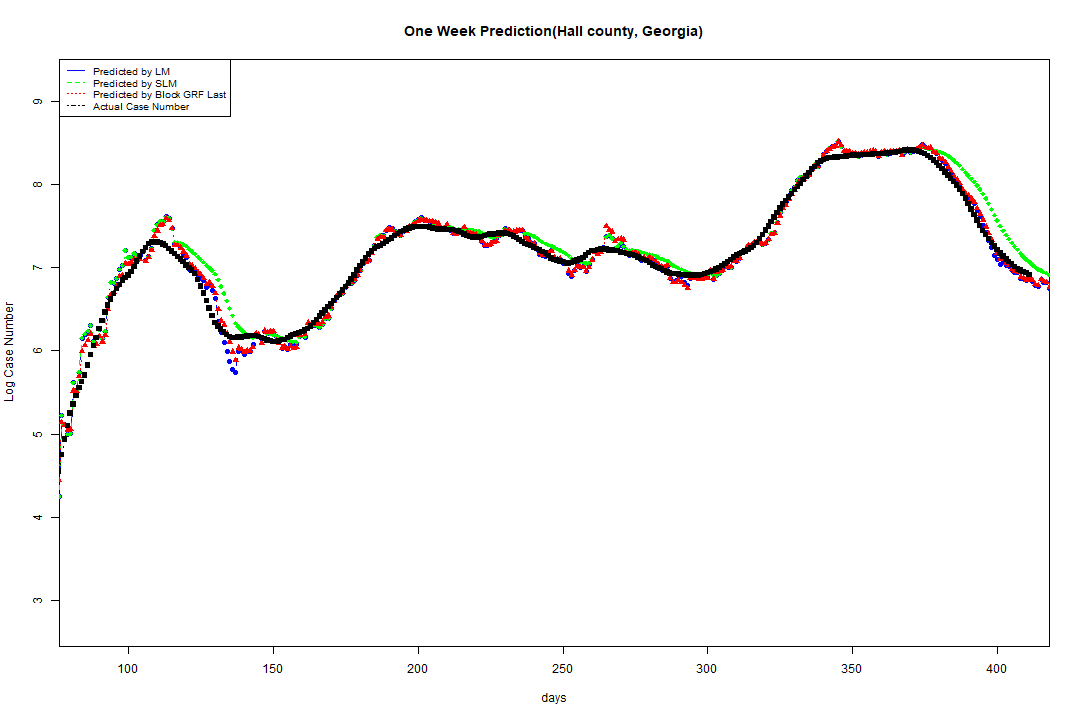 One Week Prediction(Hall county, Georgia)
Predicted by LM
Predicted by SLM
Predicted by Block GRF Last
Actual Case Number
9
8
7
6
5
4
3
Log Case Number
100 150 200 250 300 350 400
days